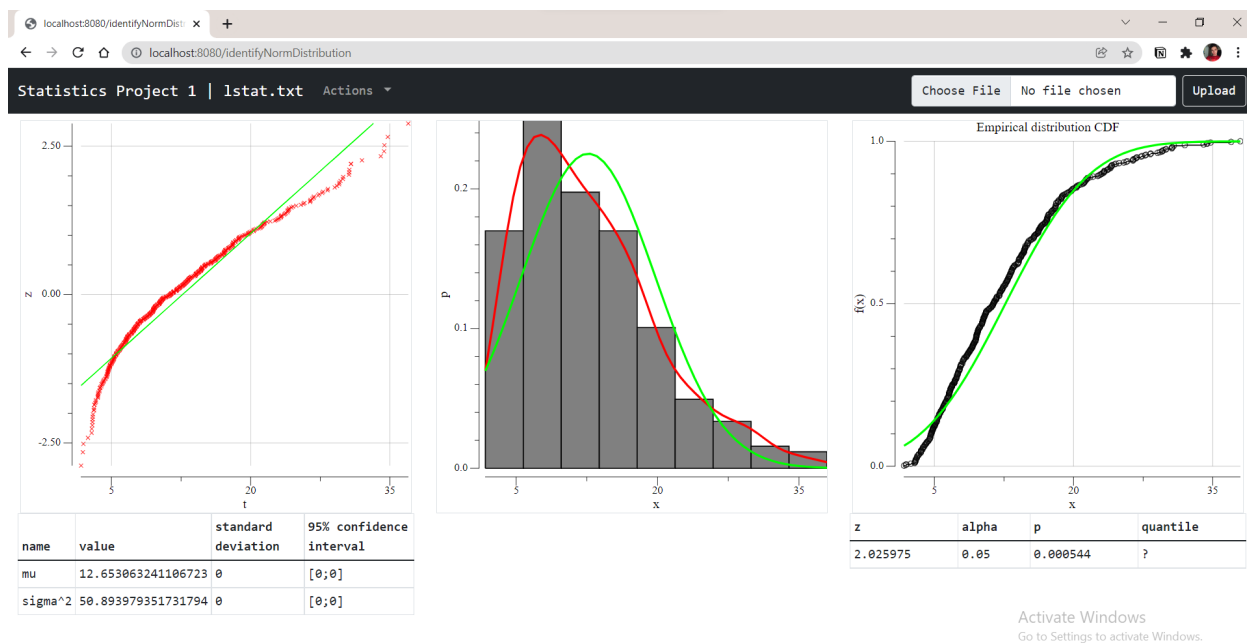 localhost:8080/identifyNormDist
localhost:8080/identifyNormDistribution
Statistics Project 1 | lstat.txt Actions Choose File No file chosen Upload
2.50
0.00
-2.50
z
5 20 35
t
0.2
0.1
0.0
p
5 20 35
x
Empirical distribution CDF
1.0
0.5
0.0
f(x)
5 20 35
x
name value standard deviation 95% confidence interval
mu 12.653063241106723 0 [0;0]
sigma^2 50.893979351731794 0 [0;0]
z alpha p quantile
2.025975 0.05 0.000544 ?
Activate Windows
Go to Settings to activate Windows.